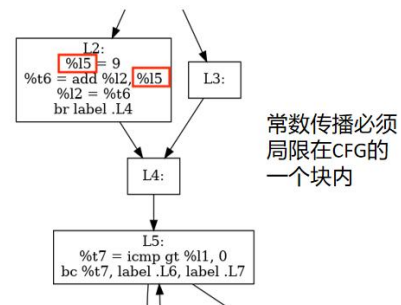 L2:
%l5 = 9
%t6 = add %l2, %l5
%l2 = %t6
br label .L4
L3:
常数传播必须
局限在CFG的
一个块内
L4:
L5:
%t7 = icmp gt %l1, 0
bc %t7, label .L6, label .L7